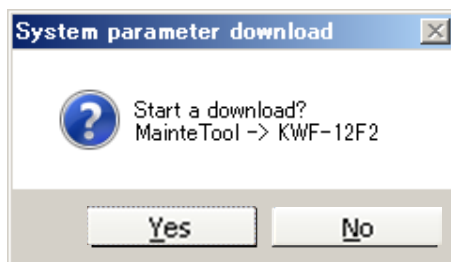 System parameter download
Start a download?
MainteTool -> KWF-12F2
Yes
No